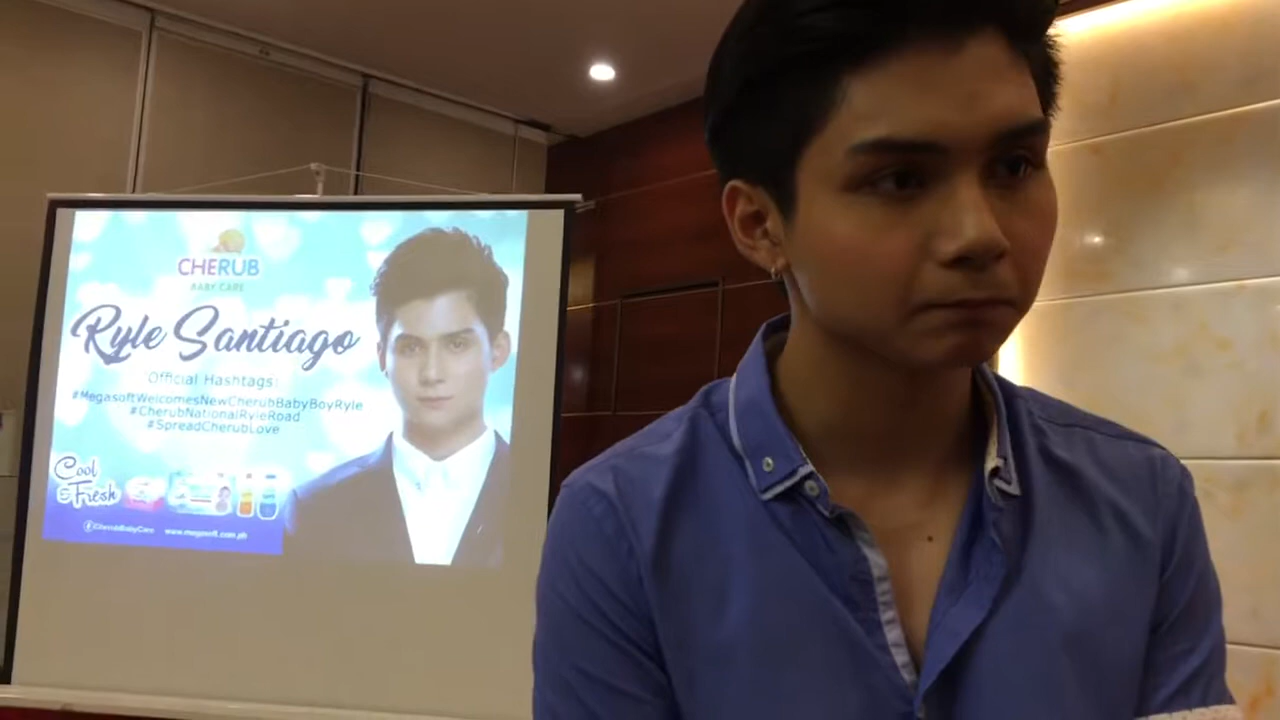 CHERUB
BABY CARE
Ryle Santiago
Official Hashtags:
#MegasoftWelcomesNewCherubBabyBoyRyle
#CherubNationalRyleRoad
#SpreadCherubLove
Cool
& Fresh
/CherubBabyCare www.megasoft.com.ph